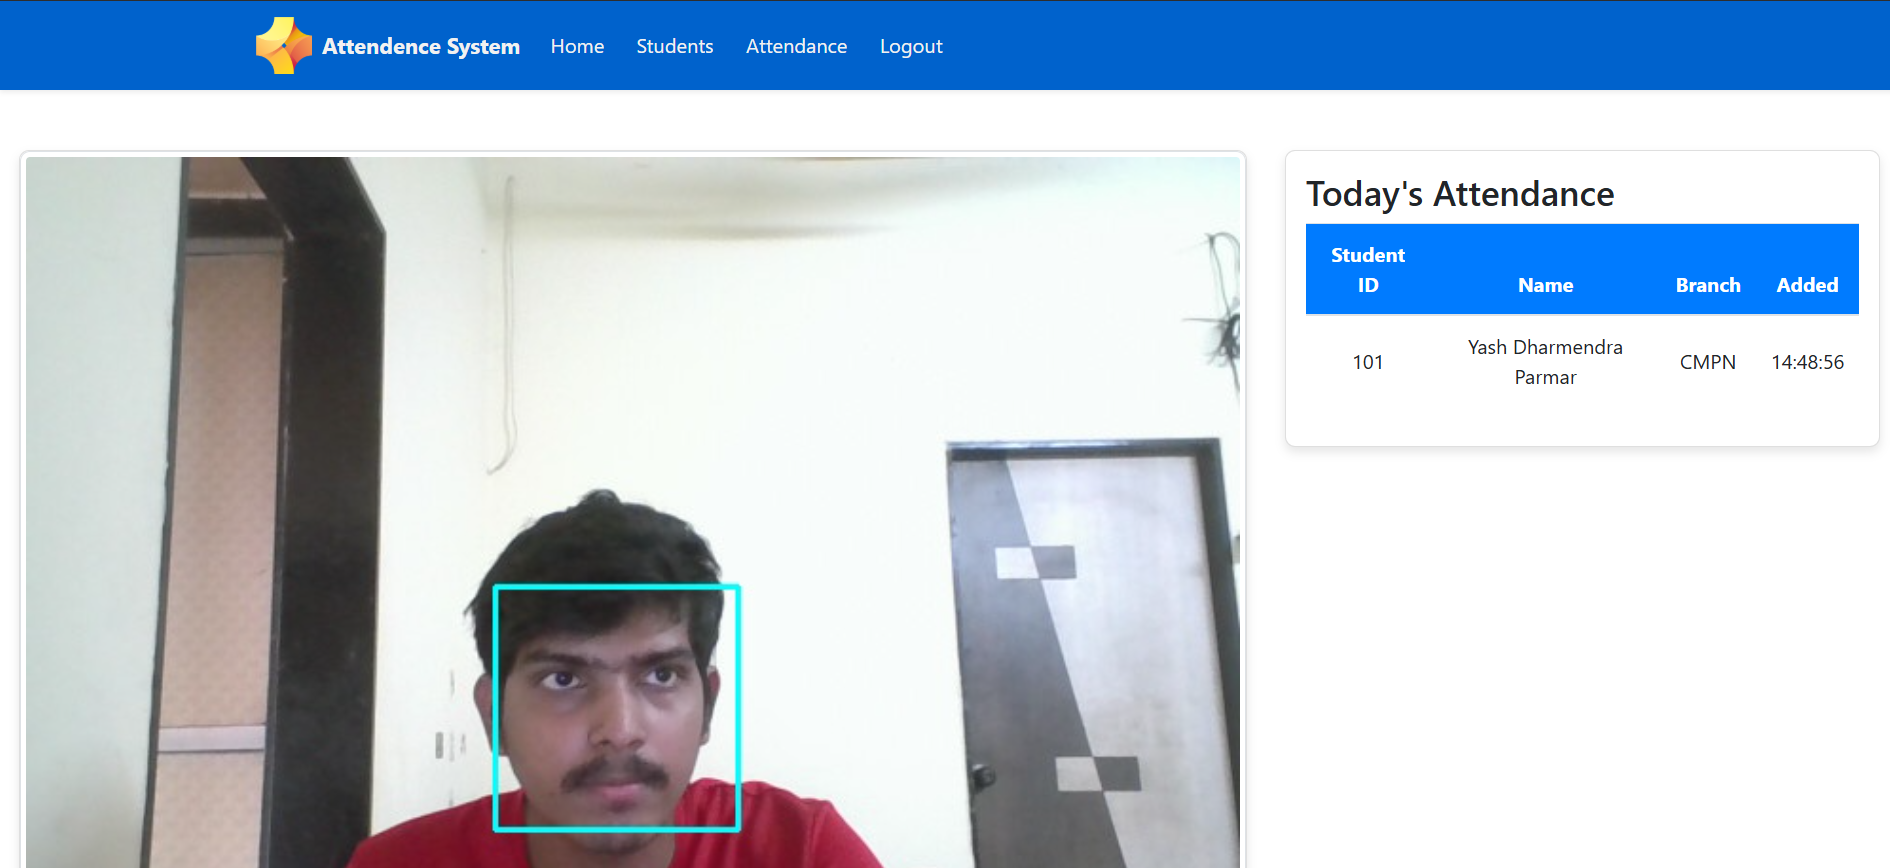 Attendence System Home Students Attendance Logout
Today's Attendance
Student
ID Name Branch Added
101 Yash Dharmendra
Parmar CMPN 14:48:56